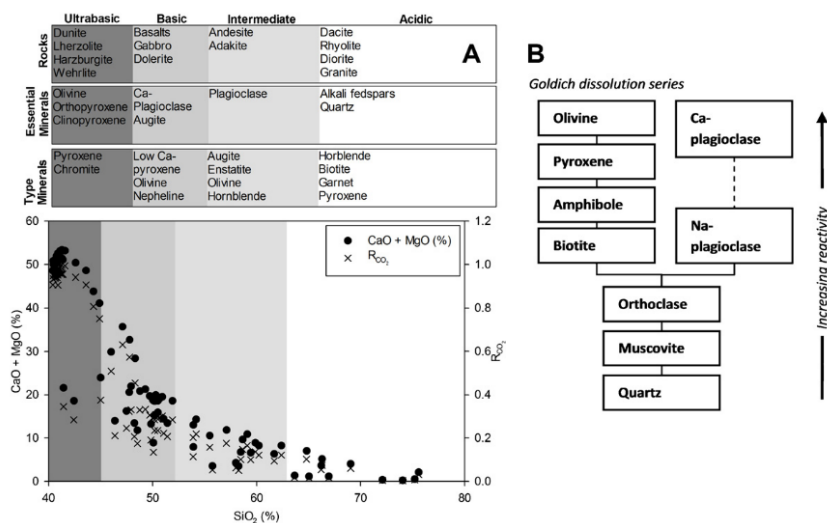 Ultrabasic Basic Intermediate Acidic
Rocks
Dunite
Lherzolite
Harzburgite
Wehrlite
Basalts
Gabbro
Dolerite
Andesite
Adakite
Dacite
Rhyolite
Diorite
Granite
A
Essential
Minerals
Olivine
Orthopyroxene
Clinopyroxene
Ca-
Plagioclase
Augite
Plagioclase
Alkali fedspars
Quartz
Type
Minerals
Pyroxene
Chromite
Low Ca-
pyroxene
Olivine
Nepheline
Augite
Enstatite
Olivine
Hornblende
Horblende
Biotite
Garnet
Pyroxene
CaO + MgO (%)
60
50
40
30
20
10
0
CaO + MgO (%)
RCO2
1.2
1.0
0.8
0.6
0.4
0.2
0.0
RCO2
40 50 60 70 80
SiO2 (%)
B
Goldich dissolution series
Olivine
Pyroxene
Amphibole
Biotite
Ca-
plagioclase
Na-
plagioclase
Orthoclase
Muscovite
Quartz
Increasing reactivity